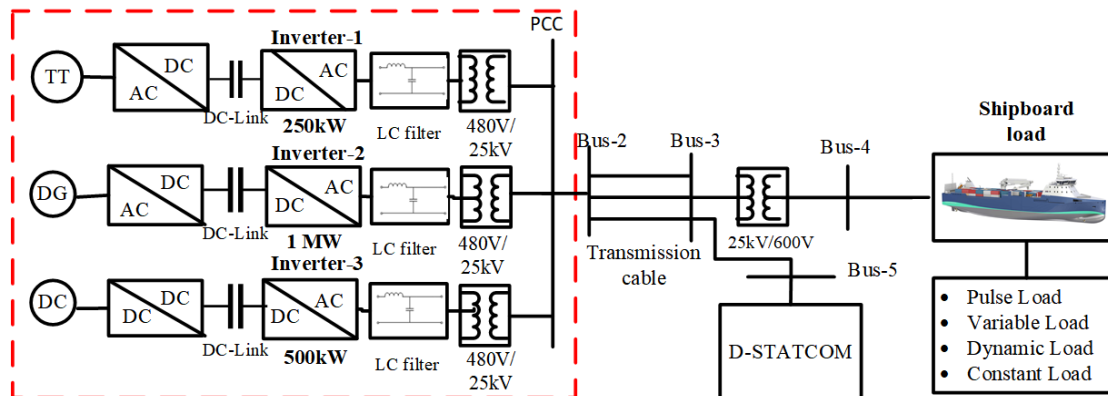 PCC
Inverter-1
TT
DC
AC
DC-Link
AC
DC
250kW
LC filter
480V/
25kV
Inverter-2
DG
DC
AC
DC-Link
AC
DC
1 MW
LC filter
480V/
25kV
Inverter-3
DC
DC
DC
DC-Link
AC
DC
500kW
LC filter
480V/
25kV
Bus-2
Bus-3
Transmission
cable
25kV/600V
Bus-4
Bus-5
D-STATCOM
Shipboard
load
• Pulse Load
• Variable Load
• Dynamic Load
• Constant Load